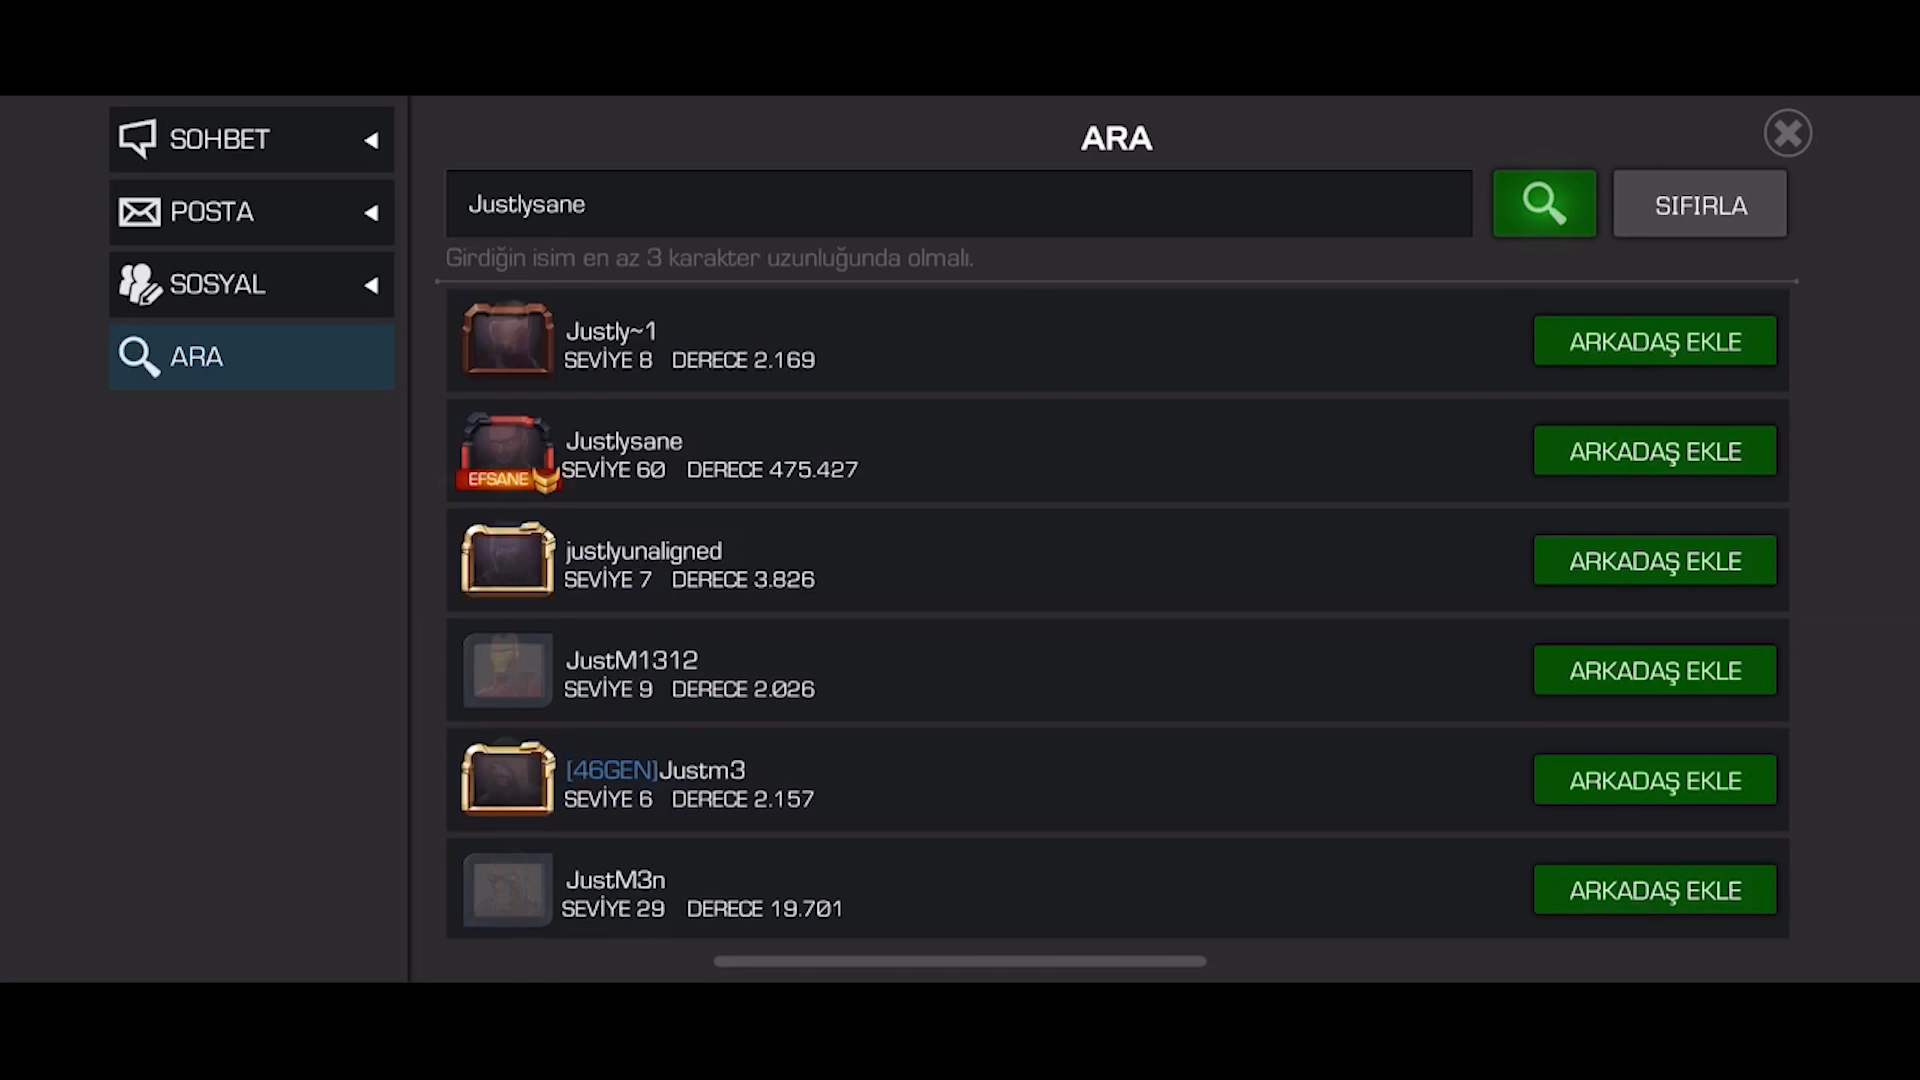 SOHBET
POSTA
SOSYAL
ARA
ARA
Justlysane
SIFIRLA
Girdiğin isim en az 3 karakter uzunluğunda olmalı.
Justly~1
SEVİYE 8 DERECE 2.169
ARKADAŞ EKLE
Justlysane
EFSANE
SEVİYE 60 DERECE 475.427
ARKADAŞ EKLE
justlyunaligned
SEVİYE 7 DERECE 3.826
ARKADAŞ EKLE
JustM1312
SEVİYE 9 DERECE 2.026
ARKADAŞ EKLE
[46GEN]Justm3
SEVİYE 6 DERECE 2.157
ARKADAŞ EKLE
JustM3n
SEVİYE 29 DERECE 19.701
ARKADAŞ EKLE